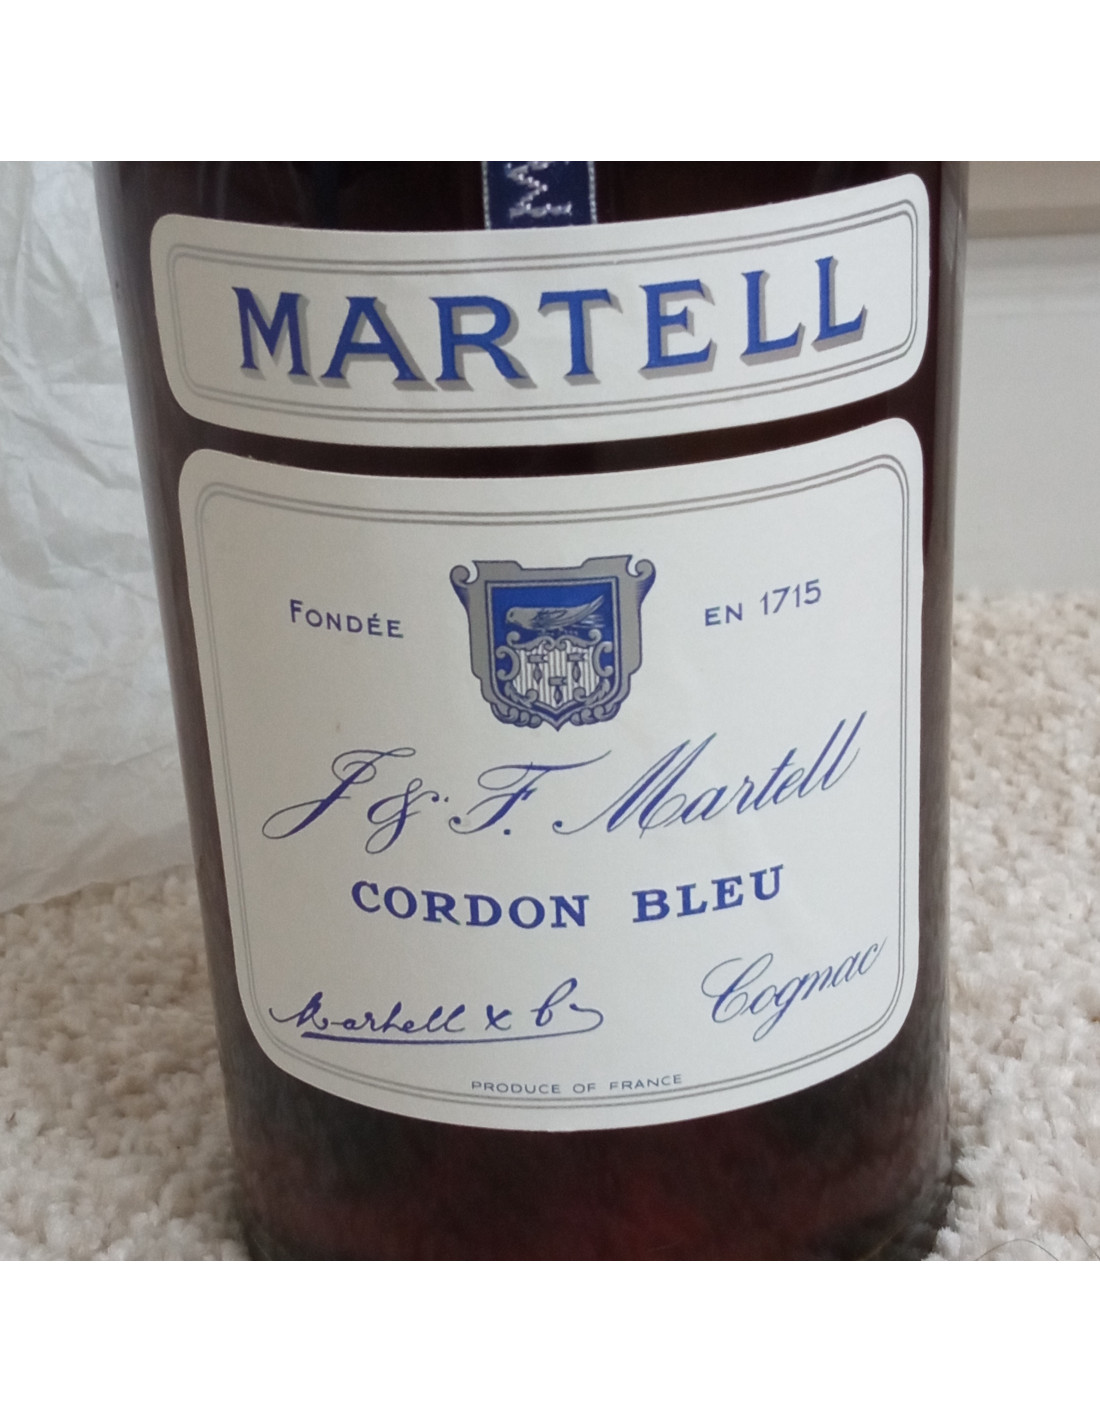 M
MARTELL
FONDÉE EN 1715
J & F. Martell
CORDON BLEU
Martell & Co
Cognac
PRODUCE OF FRANCE